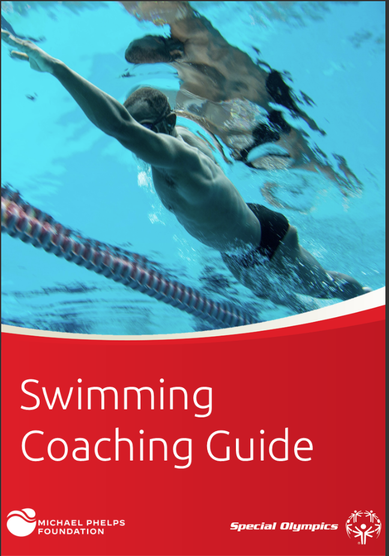 Swimming
Coaching Guide
MICHAEL PHELPS
FOUNDATION
Special Olympics